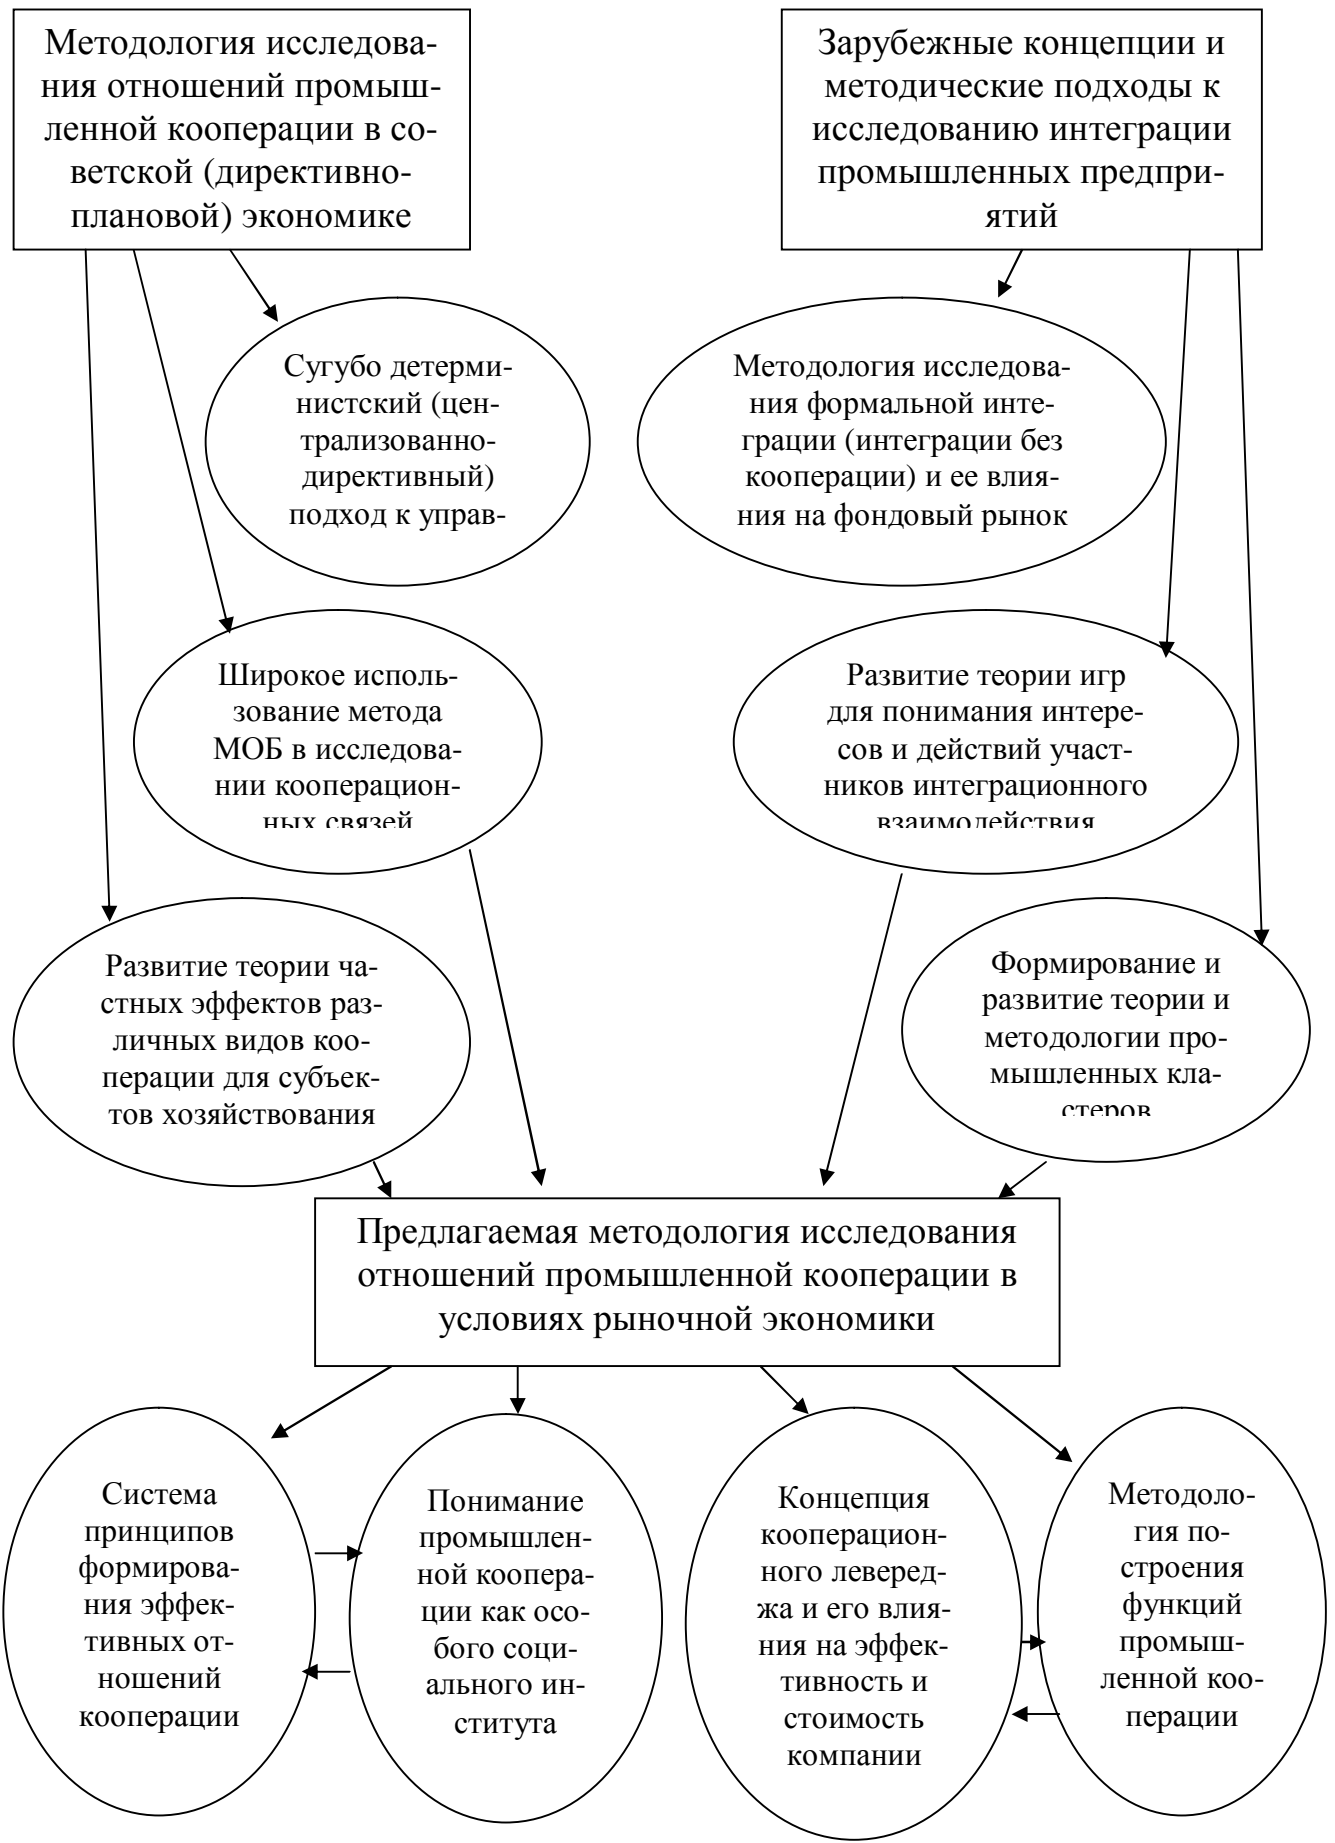 Методология исследова-
ния отношений промыш-
ленной кооперации в со-
ветской (директивно-
плановой) экономике
Зарубежные концепции и
методические подходы к
исследованию интеграции
промышленных предпри-
ятий
Сугубо детерми-
нистский (цен-
трализованно-
директивный)
подход к управ-
Методология исследова-
ния формальной инте-
грации (интеграции без
кооперации) и ее влия-
ния на фондовый рынок
Широкое исполь-
зование метода
МОБ в исследова-
нии кооперацион-
ных связей
Развитие теории игр
для понимания интере-
сов и действий участ-
ников интеграционного
взаимодействия
Развитие теории ча-
стных эффектов раз-
личных видов коо-
перации для субъек-
тов хозяйствования
Формирование и
развитие теории и
методологии про-
мышленных кла-
стеров
Предлагаемая методология исследования
отношений промышленной кооперации в
условиях рыночной экономики
Система
принципов
формирова-
ния эффек-
тивных от-
ношений
кооперации
Понимание
промышлен-
ной коопера-
ции как осо-
бого соци-
ального ин-
ститута
Концепция
кооперацион-
ного леверед-
жа и его влия-
ния на эффек-
тивность и
стоимость
компании
Методоло-
гия по-
строения
функций
промыш-
ленной коо-
перации